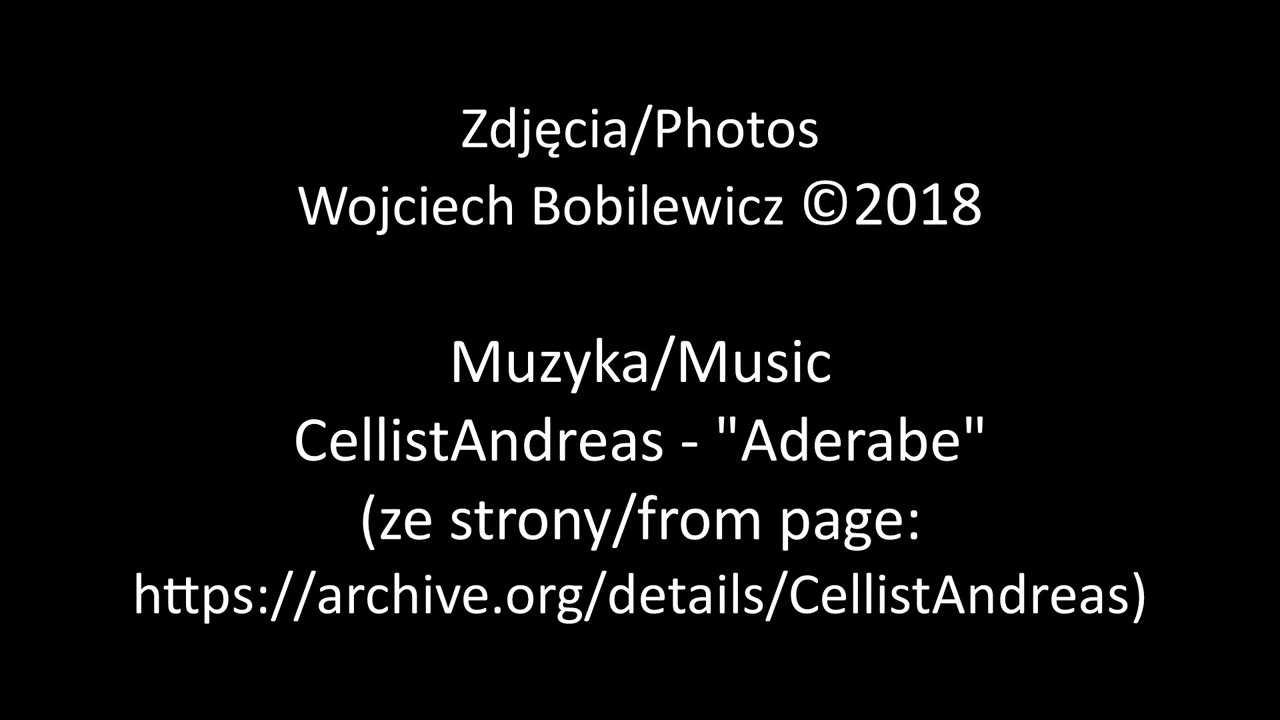 Zdjęcia/Photos
Wojciech Bobilewicz ©2018
Muzyka/Music
CellistAndreas - "Aderabe"
(ze strony/from page:
https://archive.org/details/CellistAndreas)